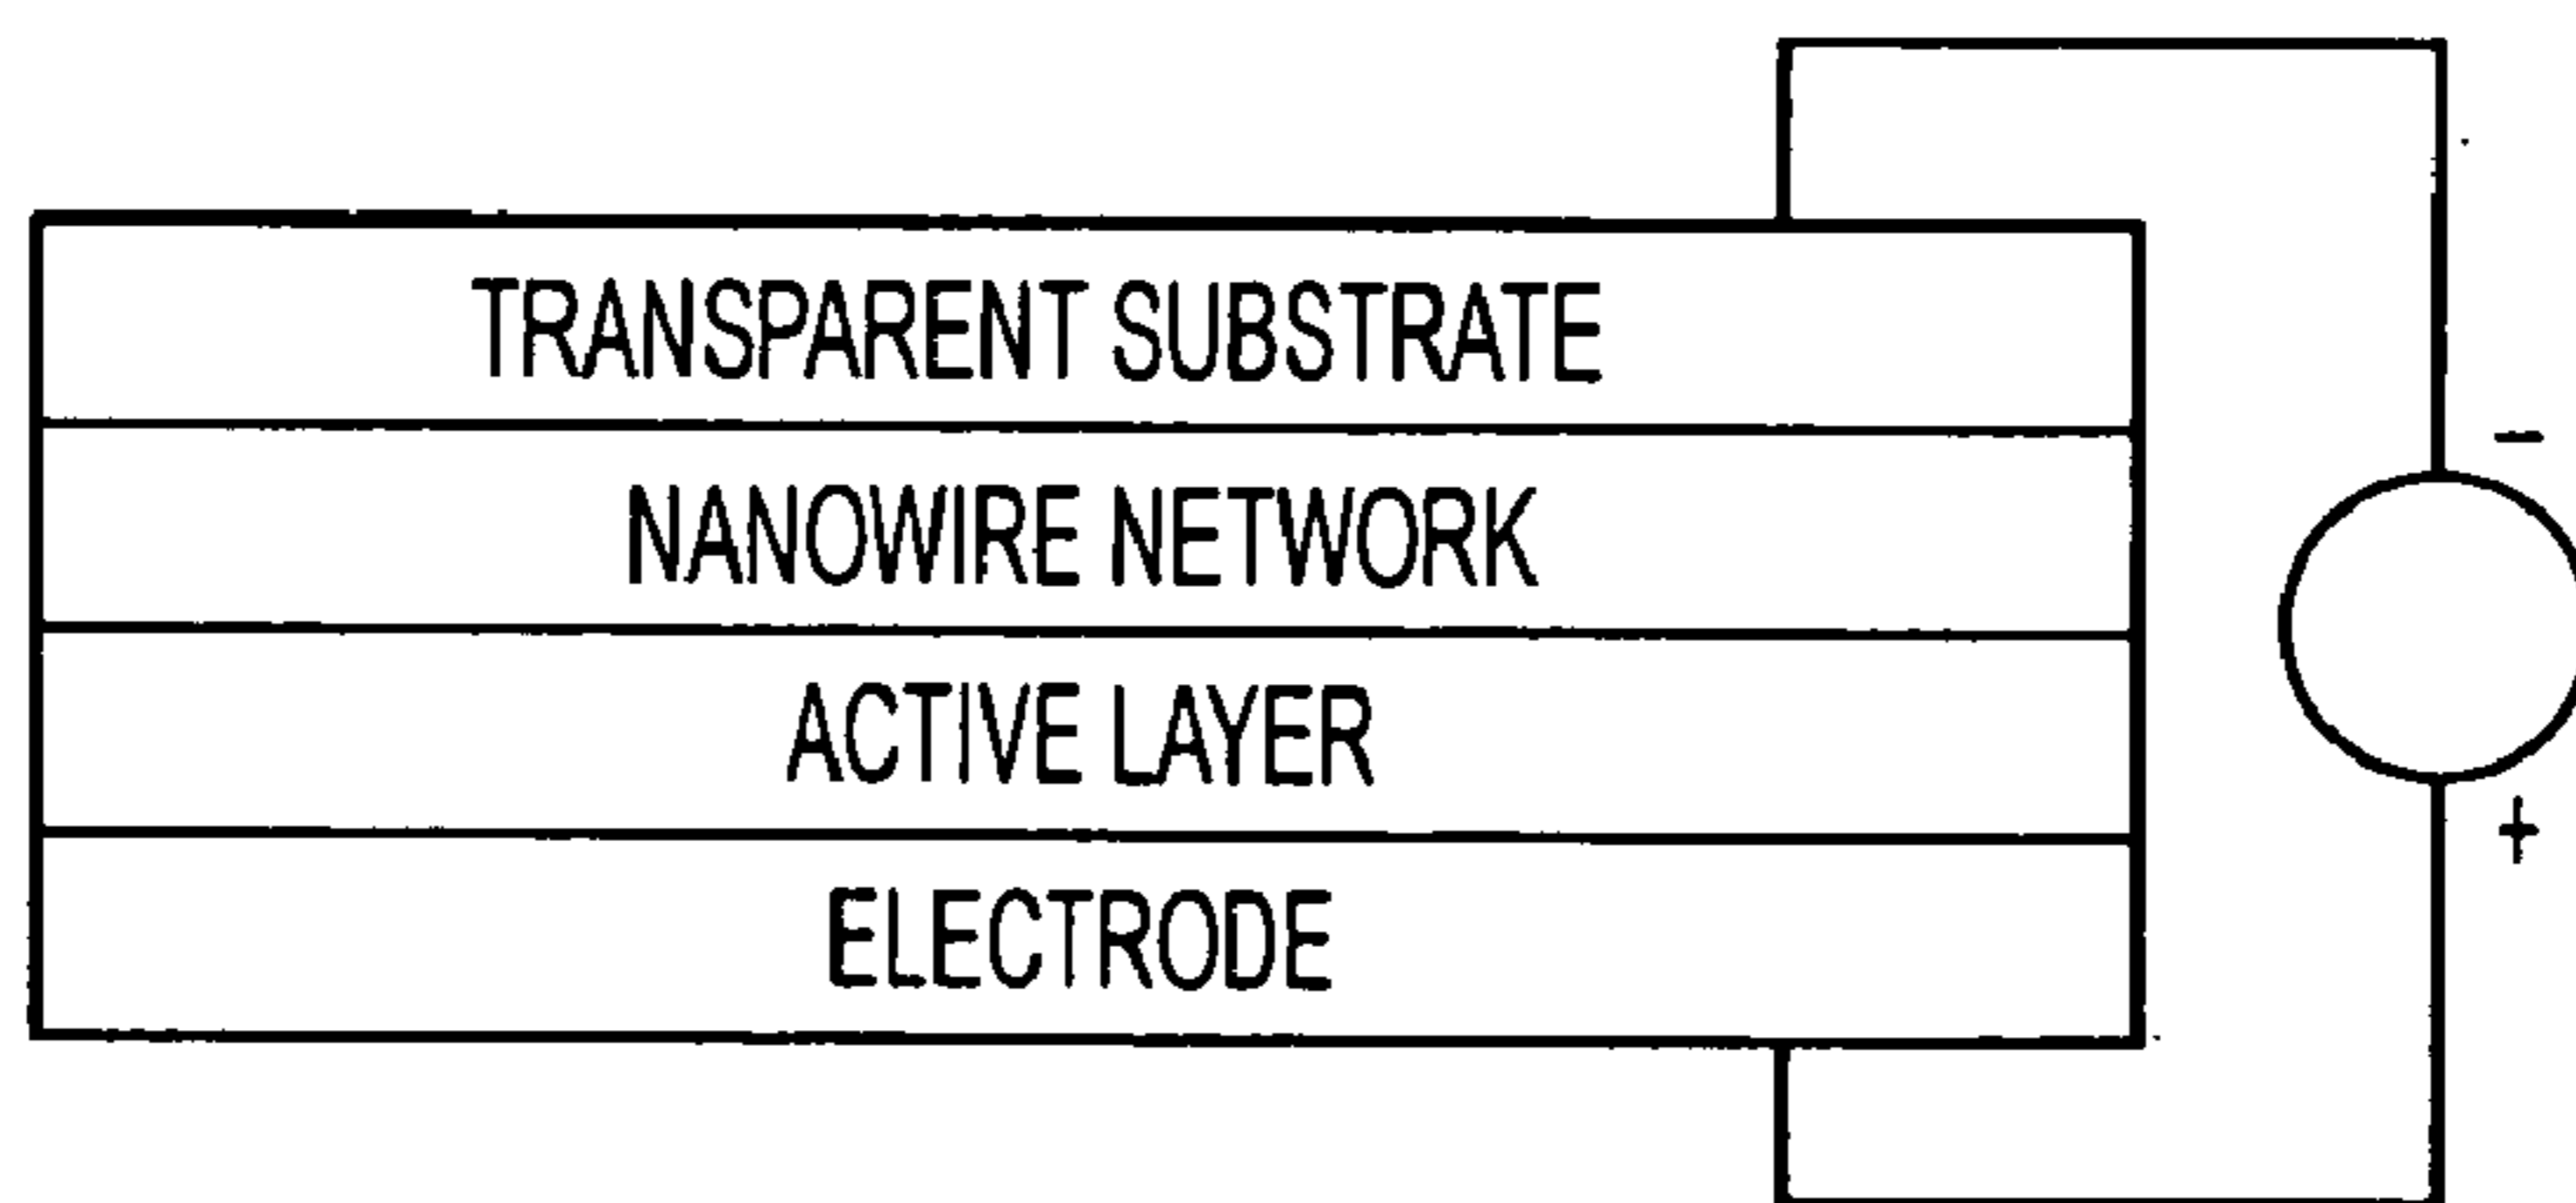 TRANSPARENT SUBSTRATE
NANOWIRE NETWORK
ACTIVE LAYER
ELECTRODE
-
+